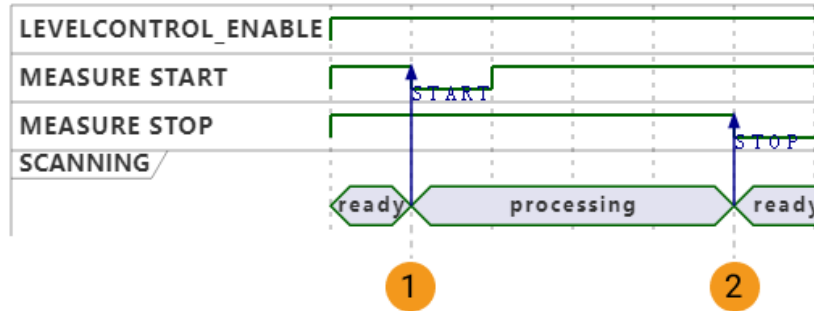 LEVELCONTROL_ENABLE
MEASURE START
START
MEASURE STOP
STOP
SCANNING
ready processing ready
1 2